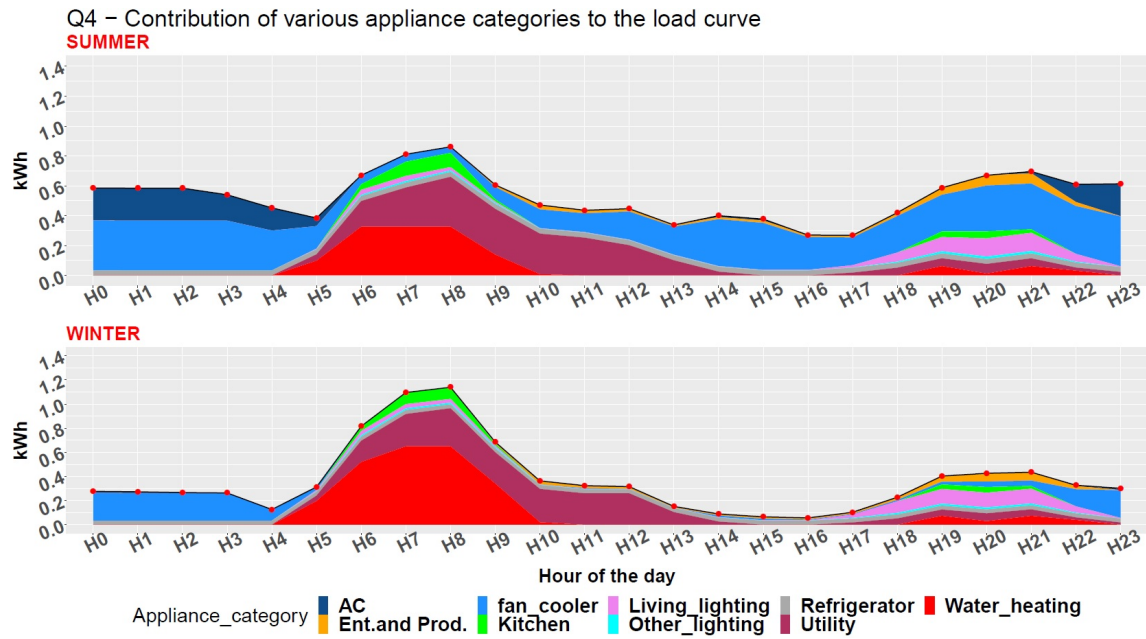 Q4 − Contribution of various appliance categories to the load curve
SUMMER
kWh
1.4
1.2
1.0
0.8
0.6
0.4
0.2
0.0
H0 H1 H2 H3 H4 H5 H6 H7 H8 H9 H10 H11 H12 H13 H14 H15 H16 H17 H18 H19 H20 H21 H22 H23
WINTER
kWh
1.4
1.2
1.0
0.8
0.6
0.4
0.2
0.0
H0 H1 H2 H3 H4 H5 H6 H7 H8 H9 H10 H11 H12 H13 H14 H15 H16 H17 H18 H19 H20 H21 H22 H23
Hour of the day
Appliance_category
AC fan_cooler Living_lighting Refrigerator Water_heating
Ent.and Prod. Kitchen Other_lighting Utility